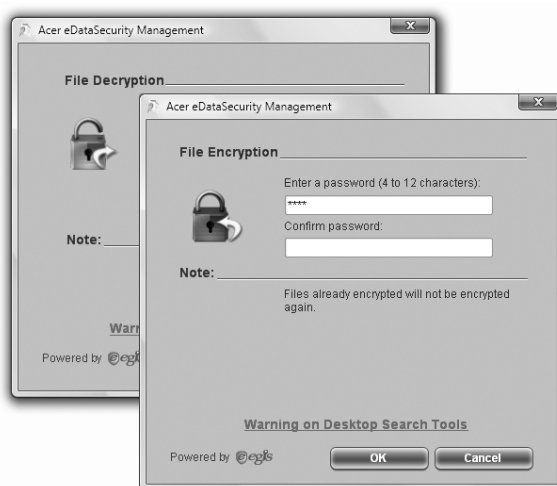 Acer eDataSecurity Management
File Decryption
Note:
Powered by
Acer eDataSecurity Management
File Encryption
Enter a password (4 to 12 characters):
****
Confirm password:
Note:
Files already encrypted will not be encrypted
again.
Warning on Desktop Search Tools
Powered by egis
OK
Cancel